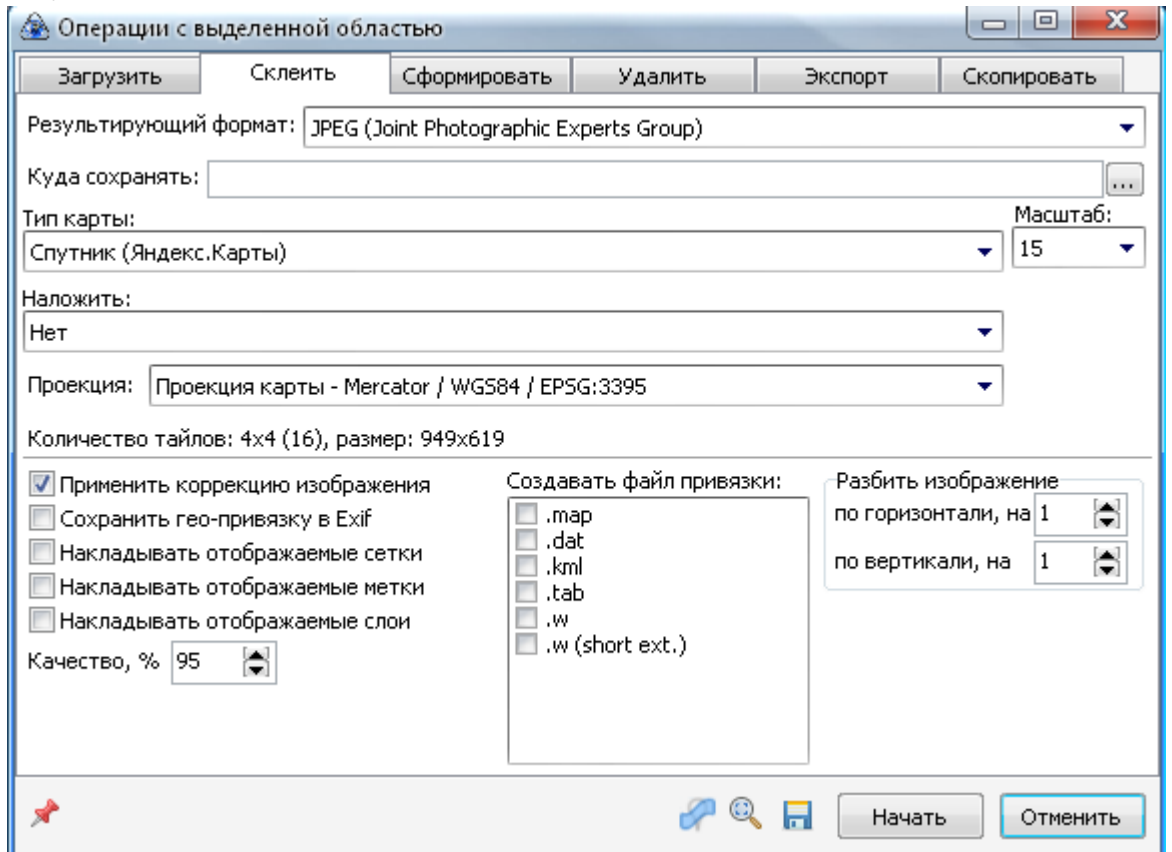 Операции с выделенной областью
Загрузить Склеить Сформировать Удалить Экспорт Скопировать
Результирующий формат: JPEG (Joint Photographic Experts Group)
Куда сохранять: ...
Тип карты: Масштаб:
Спутник (Яндекс.Карты) 15
Наложить:
Нет
Проекция: Проекция карты - Mercator / WGS84 / EPSG:3395
Количество тайлов: 4x4 (16), размер: 949x619
Применить коррекцию изображения
Сохранить гео-привязку в Exif
Накладывать отображаемые сетки
Накладывать отображаемые метки
Накладывать отображаемые слои
Качество, % 95
Создавать файл привязки:
.map
.dat
.kml
.tab
.w
.w (short ext.)
Разбить изображение
по горизонтали, на 1
по вертикали, на 1
Начать Отменить